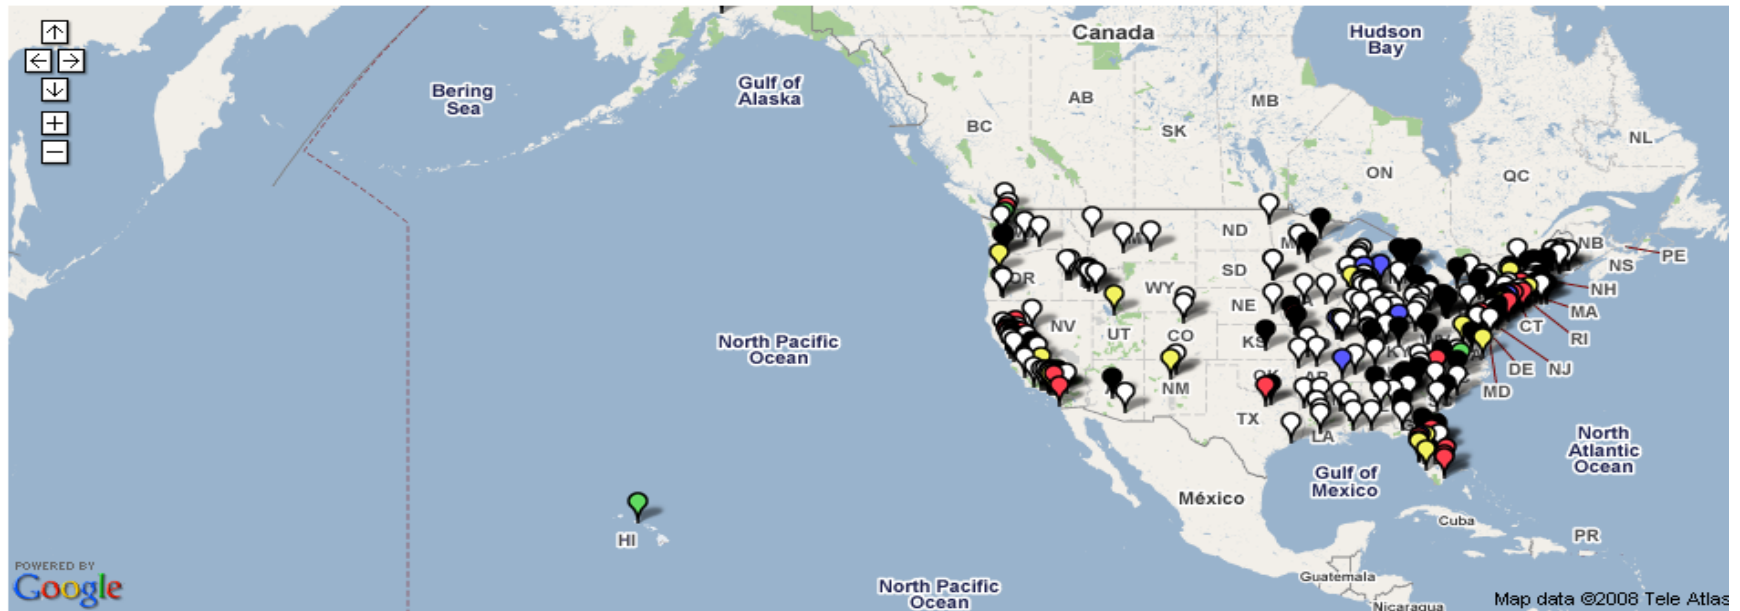 Canada
Hudson
Bay
Bering
Sea
Gulf of
Alaska
AB
MB
BC
SK
NL
ON
QC
ND
NB
PE
NS
SD
OR
WY
NH
NE
MA
NV
UT
CO
CT
RI
KS
KY
North Pacific
Ocean
DE
NJ
OK
AR
NM
MD
TX
LA
North
Atlantic
Ocean
Gulf of
Mexico
México
Cuba
HI
PR
POWERED BY
Google
Guatemala
North Pacific
Ocean
Nicaragua
Map data ©2008 Tele Atlas